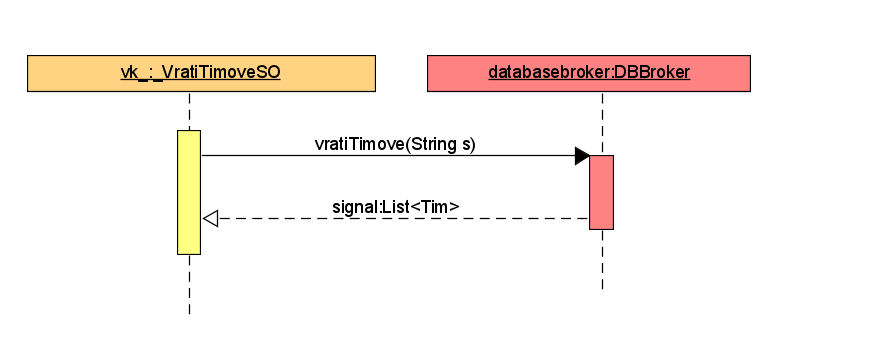 vk_:_VratiTimoveSO
databasebroker:DBBroker
vratiTimove(String s)
signal:List<Tim>